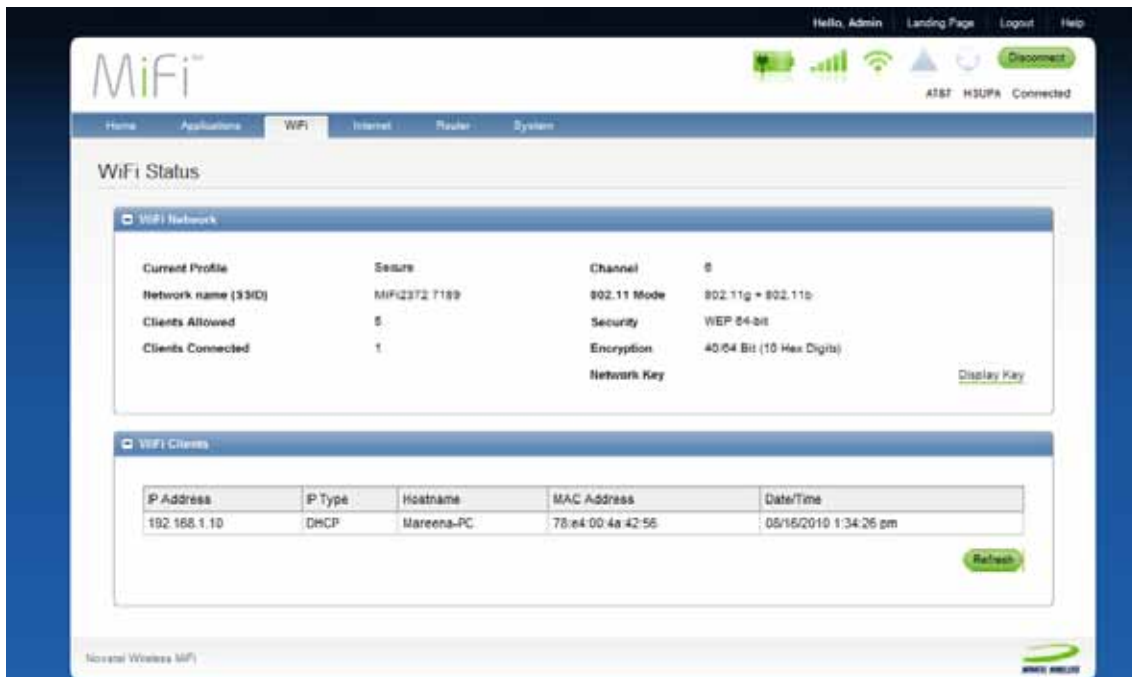 Hello, Admin Landing Page Logout Help
MiFi™
Disconnect
AT&T HSUPA Connected
Home Applications WiFi Internet Router System
WiFi Status
WiFi Network
Current Profile Secure Channel 6
Network name (SSID) MiFi2372 7189 802.11 Mode 802.11g + 802.11b
Clients Allowed 5 Security WEP 64-bit
Clients Connected 1 Encryption 40/64 Bit (10 Hex Digits)
Network Key Display Key
WiFi Clients
IP Address IP Type Hostname MAC Address Date/Time
192.168.1.10 DHCP Mareena-PC 78:e4:00:4a:42:56 08/16/2010 1:34:26 pm
Refresh
Novatel Wireless MiFi
NOVATEL WIRELESS